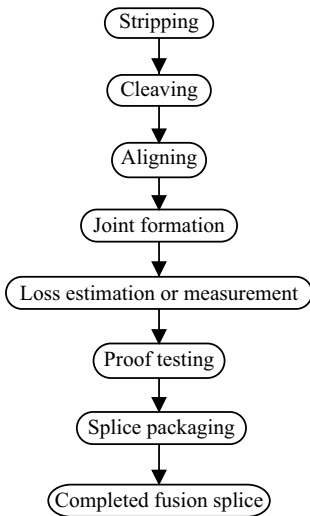 Stripping
Cleaving
Aligning
Joint formation
Loss estimation or measurement
Proof testing
Splice packaging
Completed fusion splice